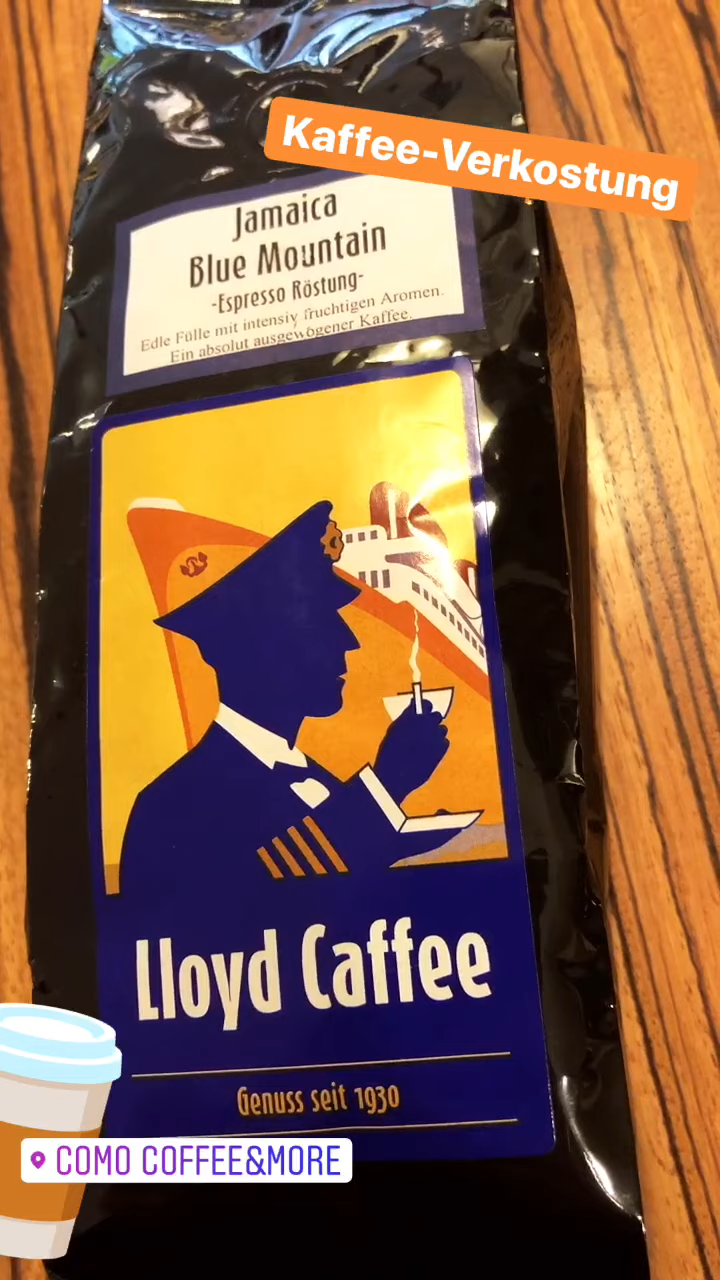 Kaffee-Verkostung
Jamaica
Blue Mountain
-Espresso Röstung-
Edle Fülle mit intensiv fruchtigen Aromen.
Ein absolut ausgewogener Kaffee.
Lloyd Caffee
Genuss seit 1930
COMO COFFEE&MORE